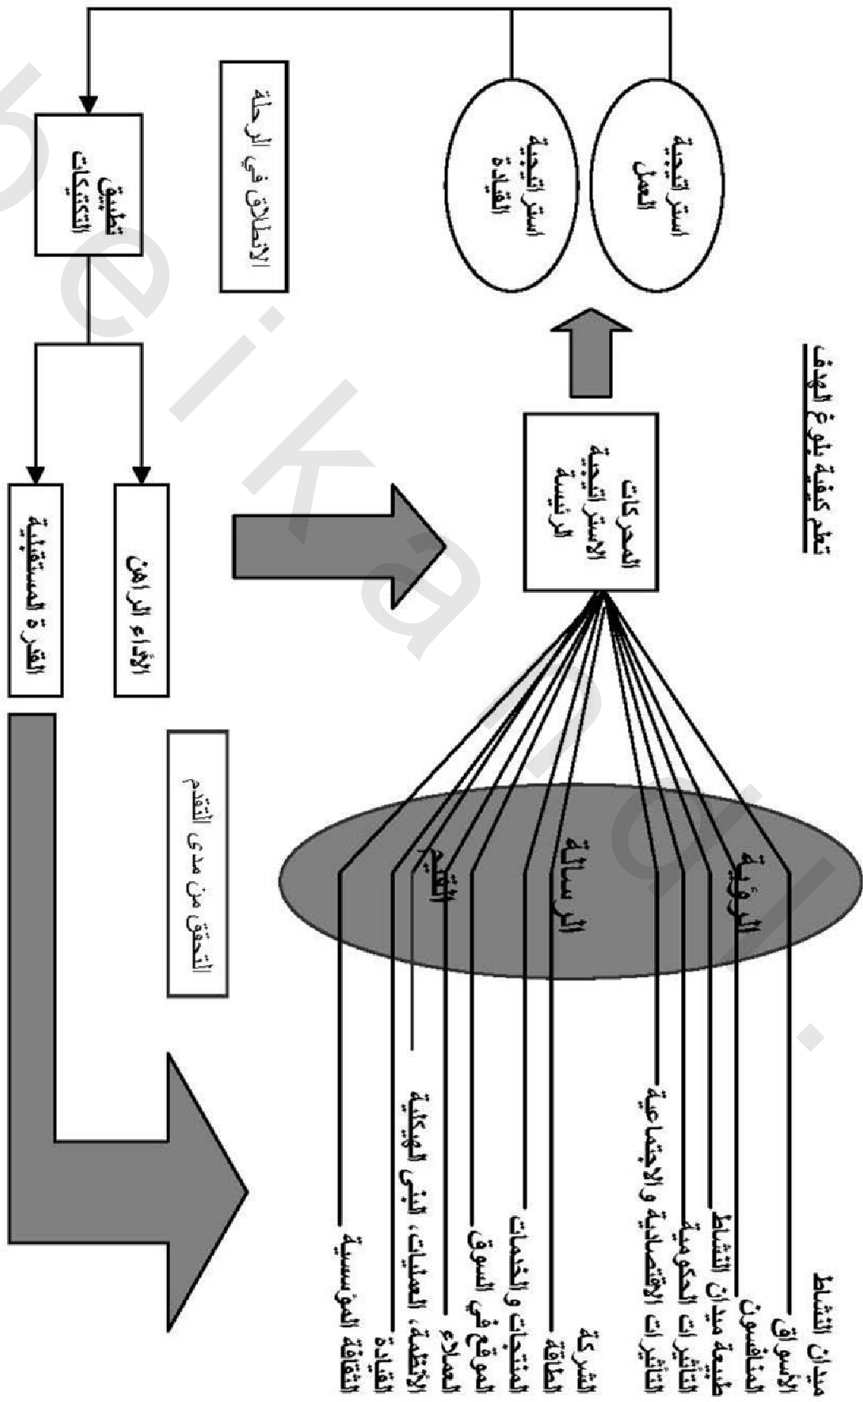 تعلم كيفية بلوغ الهدف
ميدان النشاط
الأسواق
المنافسون
طبيعة ميدان النشاط
التأثيرات الحكومية
التأثيرات الاقتصادية والاجتماعية
الشركة
الطاقة
المنتجات والخدمات
الموقع في السوق
العملاء
الأنظمة، العمليات، البنى الهيكلية
القيادة
الثقافة المؤسسية
الرؤية
الرسالة
القيم
المحركات
الاستراتيجية
الرئيسة
استراتيجية
العمل
استراتيجية
القيادة
الانطلاق في الرحلة
تطبيق
التكتيكات
الأداء الراهن
القدرة المستقبلية
التحقق من مدى التقدم
obeikandl.